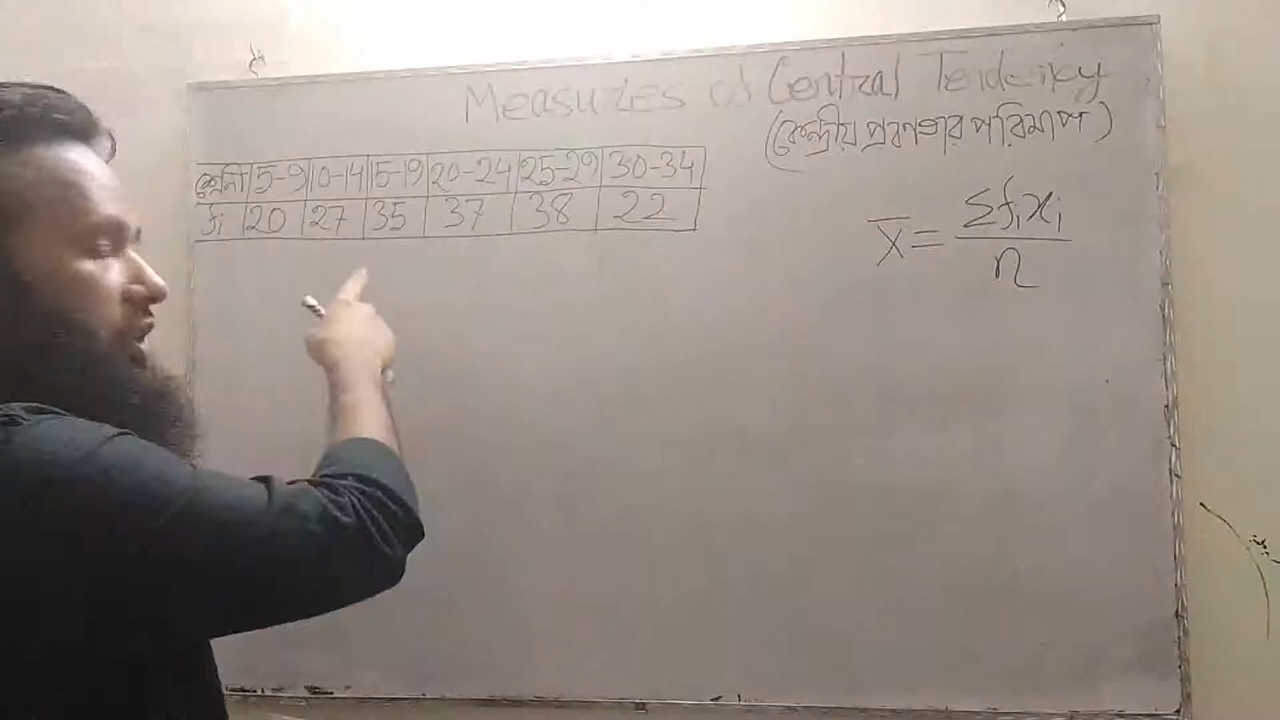 Measures of Central Tendency
(কেন্দ্রীয় প্রবণতার পরিমাপ)
শ্রেণী 5-9 10-14 15-19 20-24 25-29 30-34
fi 20 27 35 37 38 22
x̄ = Σfixi / n